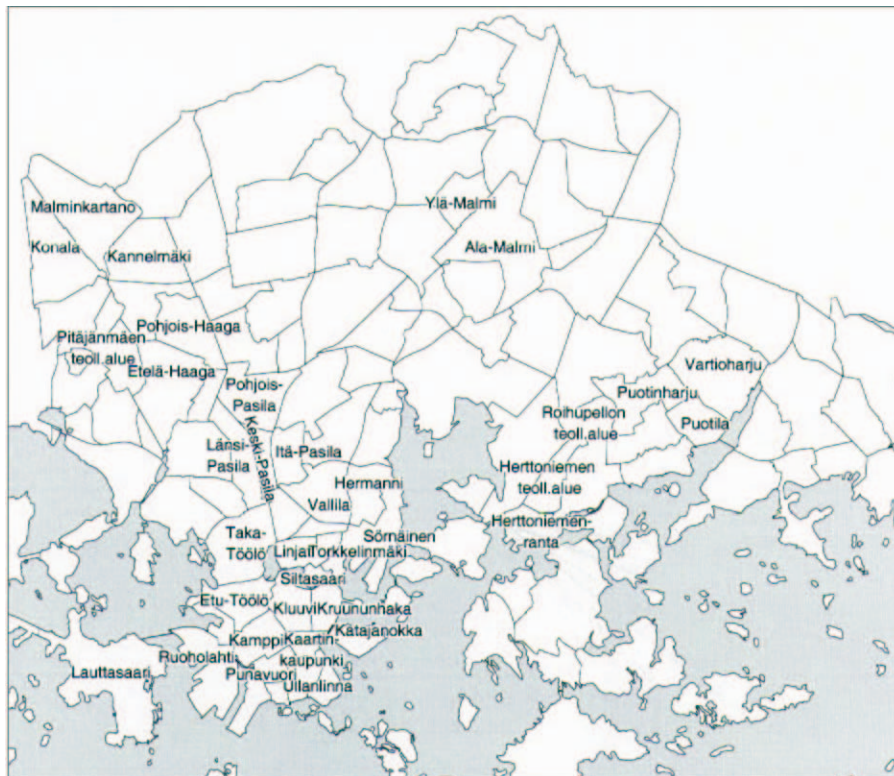 Malminkartano
Ylä-Malmi
Konala
Kannelmäki
Ala-Malmi
Pitäjänmäen
teoll.alue
Pohjois-Haaga
Etelä-Haaga
Pohjois-
Pasila
Vartioharju
Puotinharju
Roihupellon
teoll.alue
Puotila
Länsi-
Pasila
Keski-Pasila
Itä-Pasila
Herttoniemen
teoll.alue
Hermanni
Vallila
Herttoniemen-
ranta
Taka-
Töölö
Sörnäinen
Linjat
Torkkelinmäki
Siltasaari
Etu-Töölö
Kluuvi
Kruununhaka
Kamppi
Kaartin-
kaupunki
Katajanokka
Ruoholahti
Lauttasaari
Punavuori
Ullanlinna